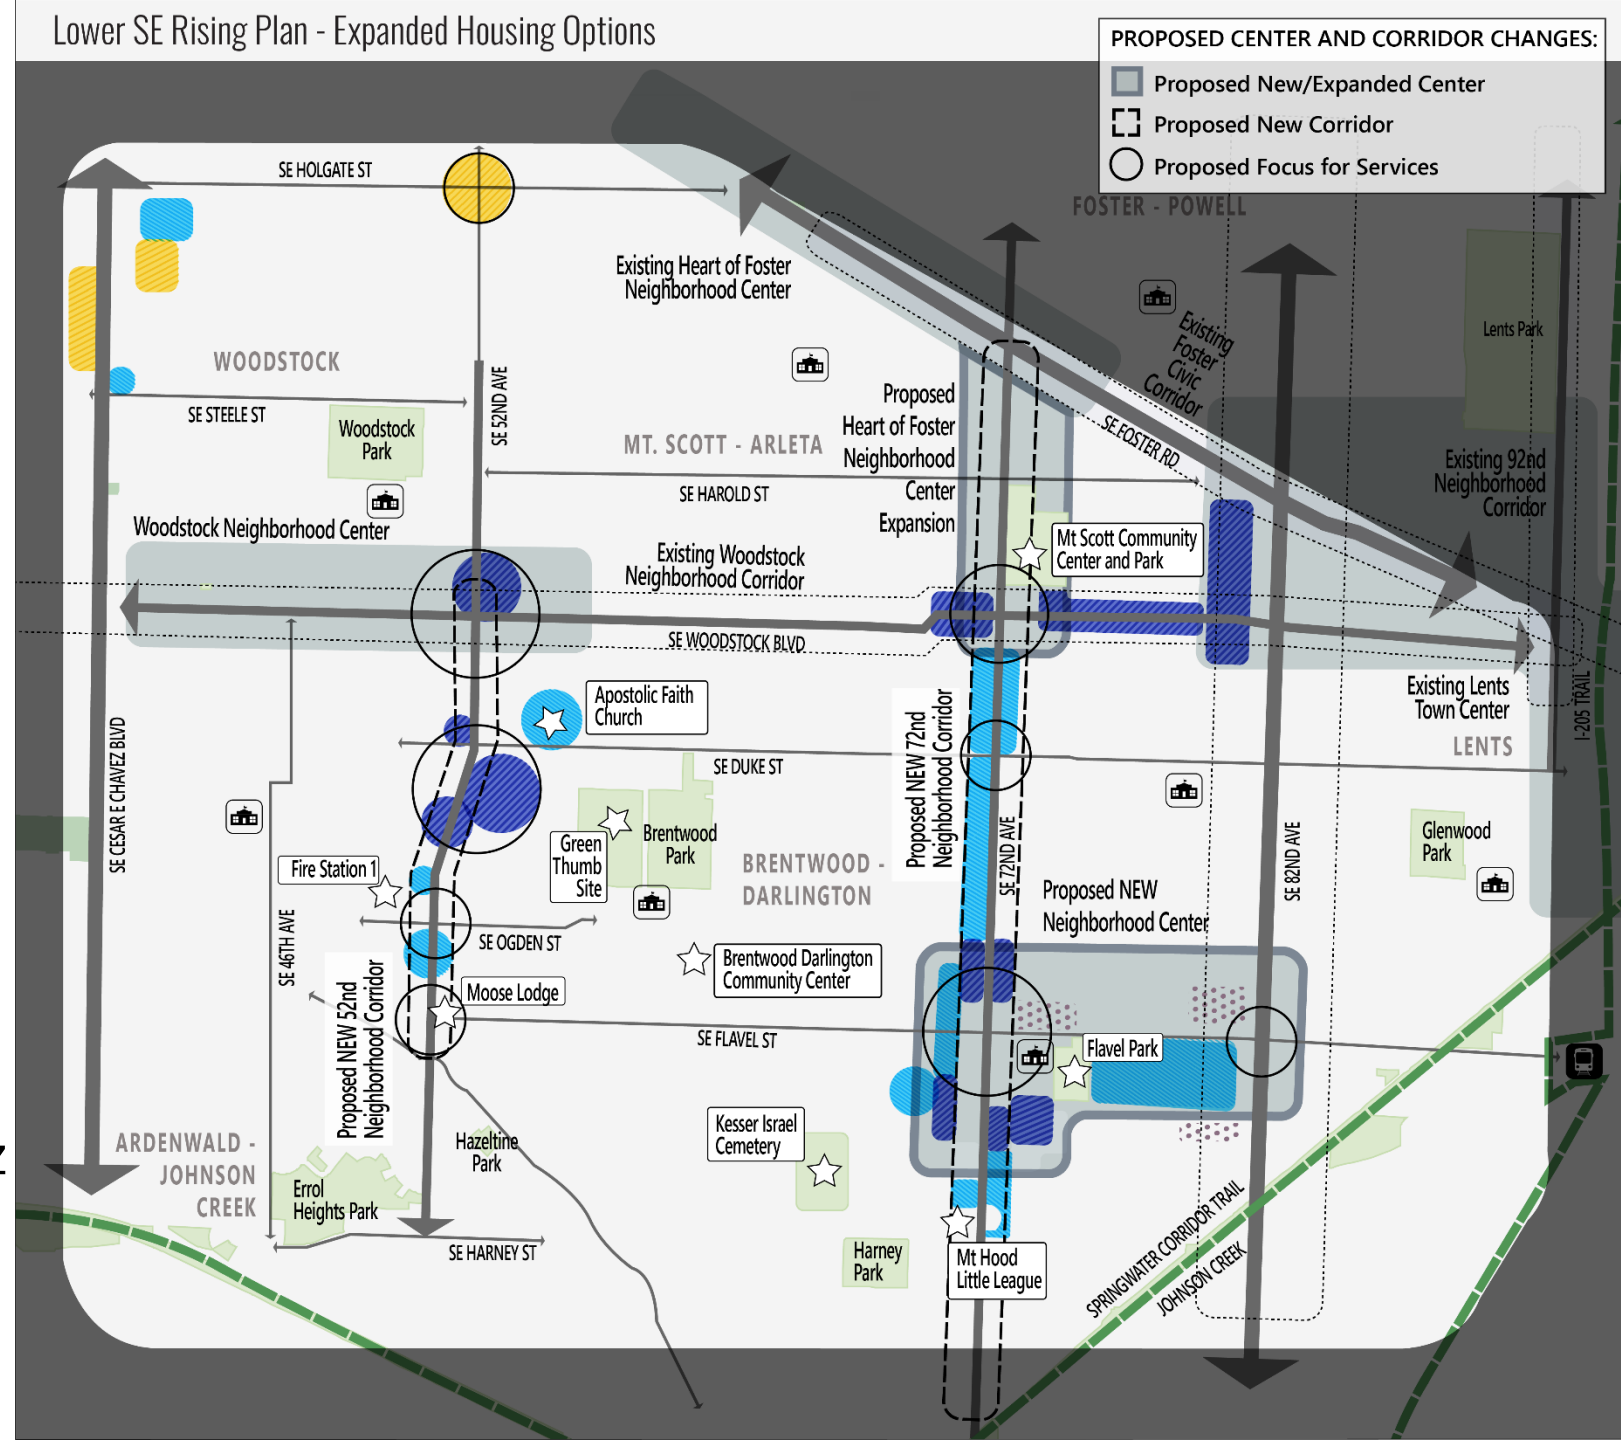 Lower SE Rising Plan - Expanded Housing Options
PROPOSED CENTER AND CORRIDOR CHANGES:
Proposed New/Expanded Center
Proposed New Corridor
Proposed Focus for Services
SE HOLGATE ST
FOSTER - POWELL
Existing Heart of Foster
Neighborhood Center
Existing
Foster
Civic
Corridor
Lents Park
WOODSTOCK
SE STEELE ST
SE 52ND AVE
Woodstock
Park
MT. SCOTT - ARLETA
Proposed
Heart of Foster
Neighborhood
Center
Expansion
SE FOSTER RD
Existing 92nd
Neighborhood
Corridor
SE HAROLD ST
Woodstock Neighborhood Center
Existing Woodstock
Neighborhood Corridor
Mt Scott Community
Center and Park
SE WOODSTOCK BLVD
Apostolic Faith
Church
Existing Lents
Town Center
LENTS
I-205 TRAIL
SE CESAR E CHAVEZ BLVD
SE DUKE ST
Proposed NEW 72nd
Neighborhood Corridor
SE 72ND AVE
SE 82ND AVE
Glenwood
Park
Fire Station 1
Green
Thumb
Site
Brentwood
Park
BRENTWOOD -
DARLINGTON
Proposed NEW
Neighborhood Center
SE 46TH AVE
SE OGDEN ST
Brentwood Darlington
Community Center
Moose Lodge
Proposed NEW 52nd
Neighborhood Corridor
SE FLAVEL ST
Flavel Park
Kesser Israel
Cemetery
ARDENWALD -
JOHNSON
CREEK
Hazeltine
Park
Errol
Heights Park
SE HARNEY ST
Harney
Park
Mt Hood
Little League
SPRINGWATER CORRIDOR TRAIL
JOHNSON CREEK